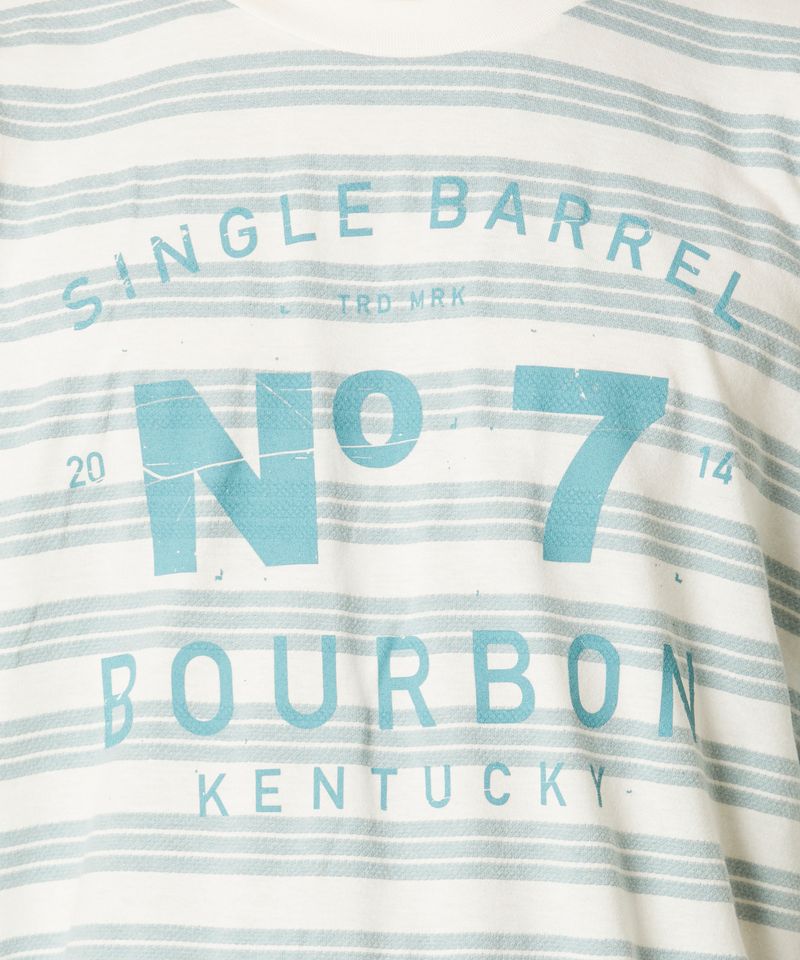 SINGLE BARREL
TRD MRK
20 Nº 7 14
BOURBON
KENTUCKY